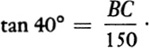 tan 40° = BC/150 .